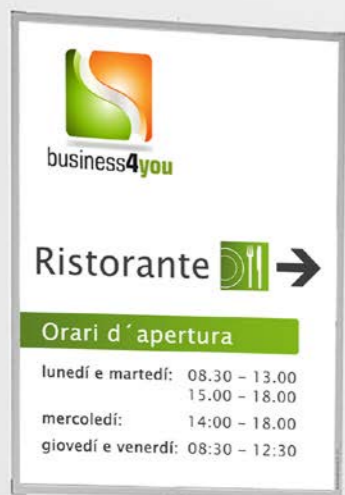 business4you
Ristorante
Orari d´apertura
lunedí e martedí: 08.30 – 13.00
15.00 – 18.00
mercoledí: 14:00 – 18.00
giovedí e venerdí: 08:30 – 12:30